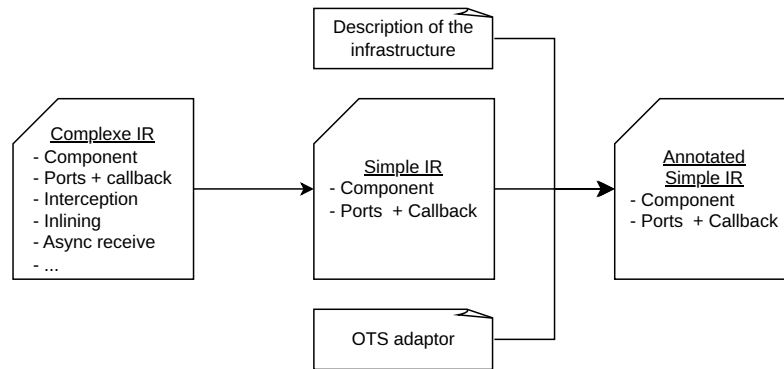 Description of the
infrastructure
Complexe IR
- Component
- Ports + callback
- Interception
- Inlining
- Async receive
- ...
Simple IR
- Component
- Ports + Callback
Annotated
Simple IR
- Component
- Ports + Callback
OTS adaptor